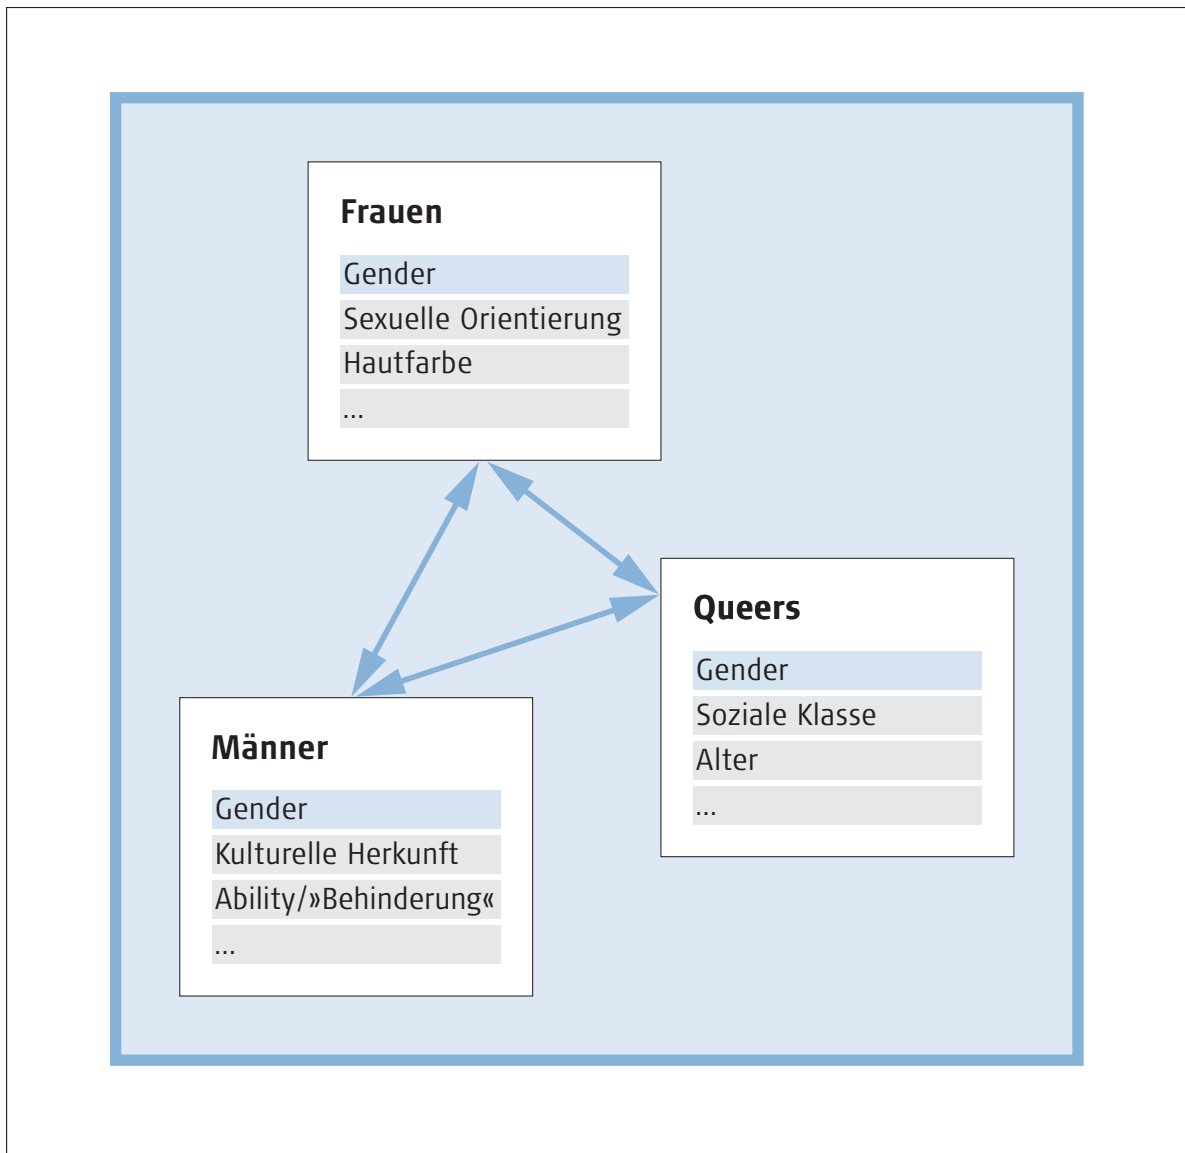 Frauen
Gender
Sexuelle Orientierung
Hautfarbe
...
Queers
Gender
Soziale Klasse
Alter
...
Männer
Gender
Kulturelle Herkunft
Ability/»Behinderung«
...